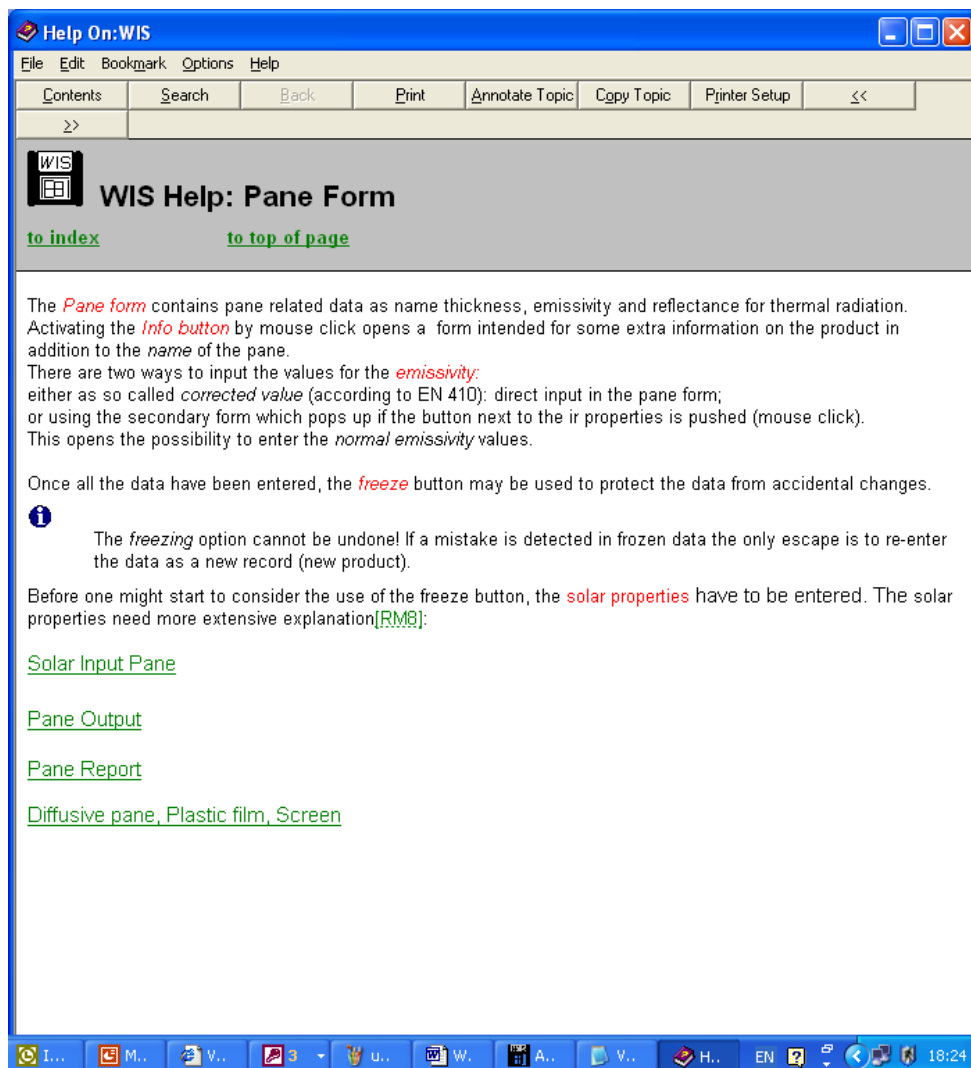 Help On:WIS
File Edit Bookmark Options Help
Contents Search Back Print Annotate Topic Copy Topic Printer Setup <<
>>
WIS
WIS Help: Pane Form
to index to top of page
The Pane form contains pane related data as name thickness, emissivity and reflectance for thermal radiation.
Activating the Info button by mouse click opens a form intended for some extra information on the product in
addition to the name of the pane.
There are two ways to input the values for the emissivity:
either as so called corrected value (according to EN 410): direct input in the pane form;
or using the secondary form which pops up if the button next to the ir properties is pushed (mouse click).
This opens the possibility to enter the normal emissivity values.
Once all the data have been entered, the freeze button may be used to protect the data from accidental changes.
The freezing option cannot be undone! If a mistake is detected in frozen data the only escape is to re-enter
the data as a new record (new product).
Before one might start to consider the use of the freeze button, the solar properties have to be entered. The solar
properties need more extensive explanation[RM8]:
Solar Input Pane
Pane Output
Pane Report
Diffusive pane, Plastic film, Screen
I... M.. V.. 3 u.. W. A.. V.. H.. EN 18:24